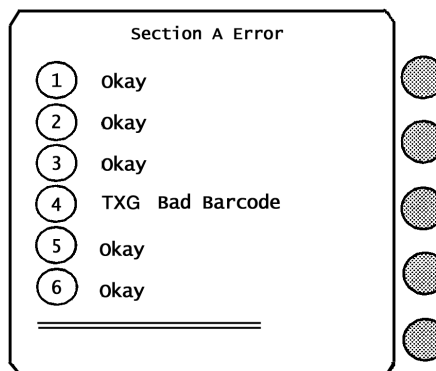 Section A Error
1 Okay
2 Okay
3 Okay
4 TXG Bad Barcode
5 Okay
6 Okay